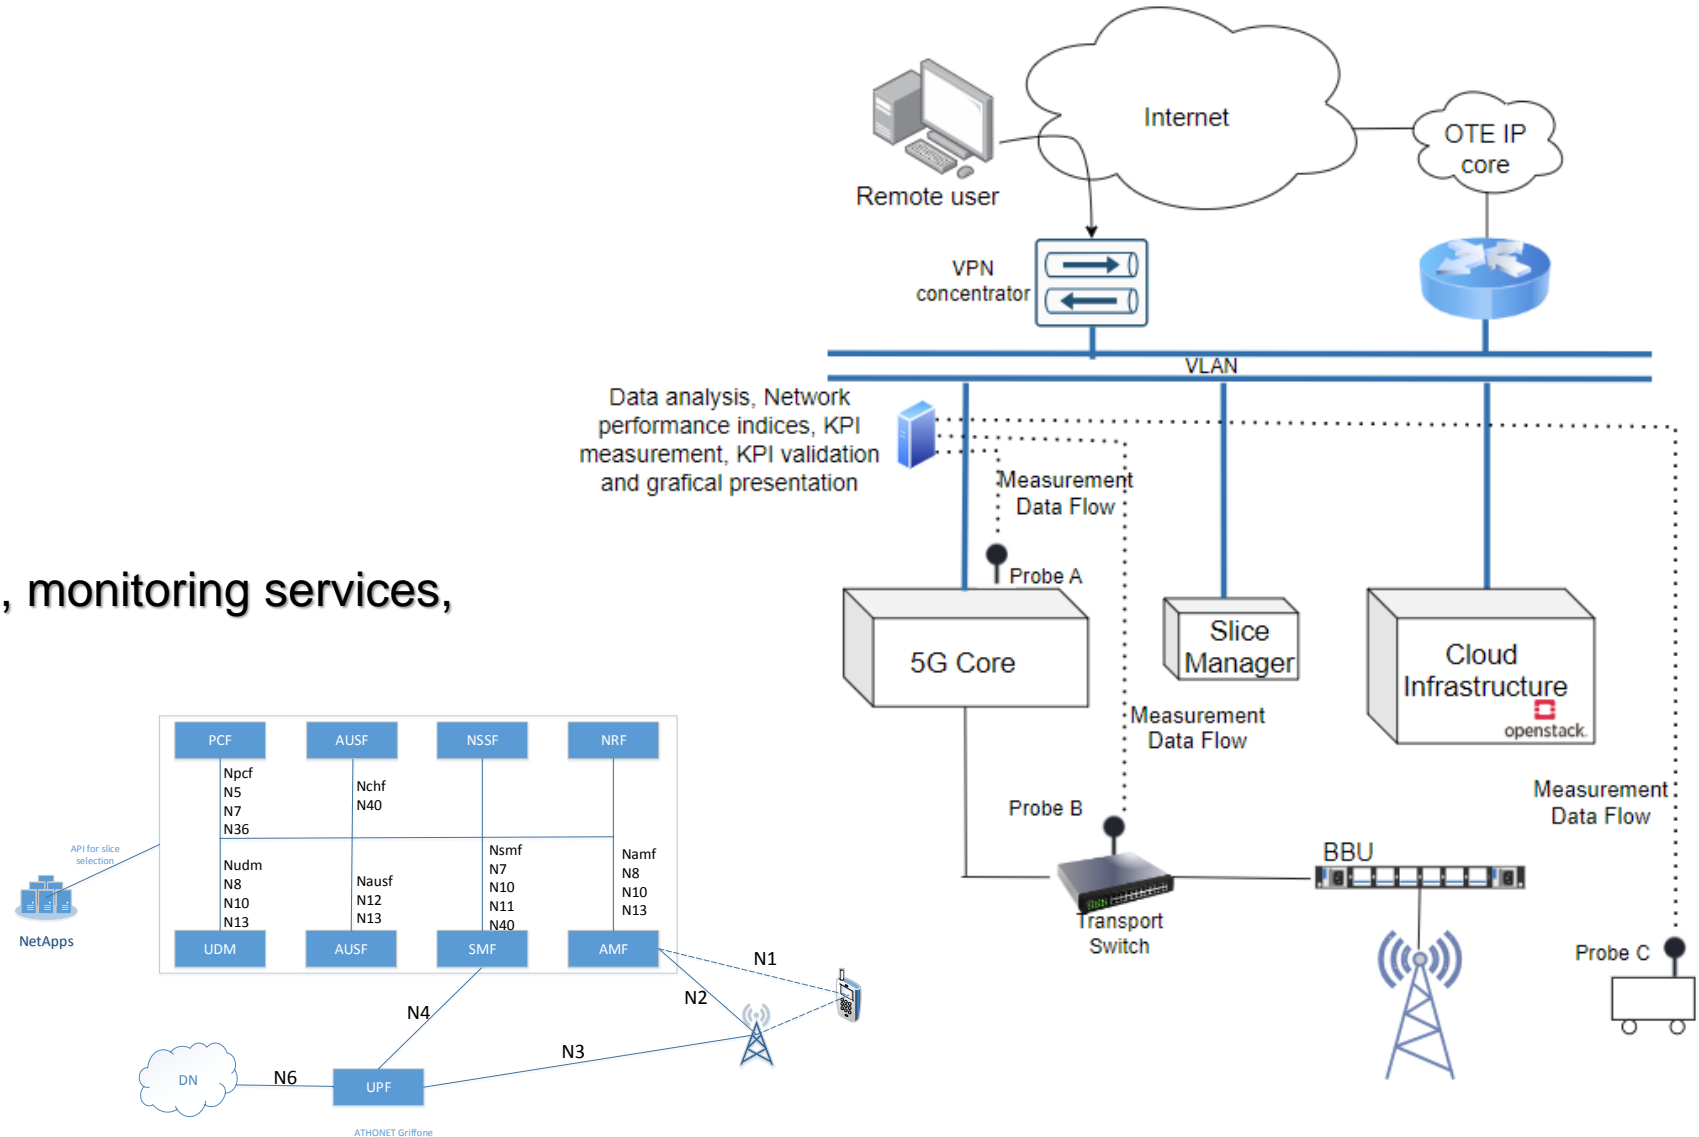 Internet
OTE IP
core
Remote user
VPN
concentrator
VLAN
Data analysis, Network
performance indices, KPI
measurement, KPI validation
and grafical presentation
Measurement
Data Flow
Probe A
, monitoring services,
5G Core
Slice
Manager
Cloud
Infrastructure
openstack.
Measurement
Data Flow
Measurement
Data Flow
Probe B
BBU
Transport
Switch
Probe C
PCF
AUSF
NSSF
NRF
Npcf
N5
N7
N36
Nchf
N40
API for slice
selection
NetApps
Nudm
N8
N10
N13
Nausf
N12
N13
Nsmf
N7
N10
N11
N40
Namf
N8
N10
N13
UDM
AUSF
SMF
AMF
N1
N2
N4
N3
DN
N6
UPF
ATHONET Griffone